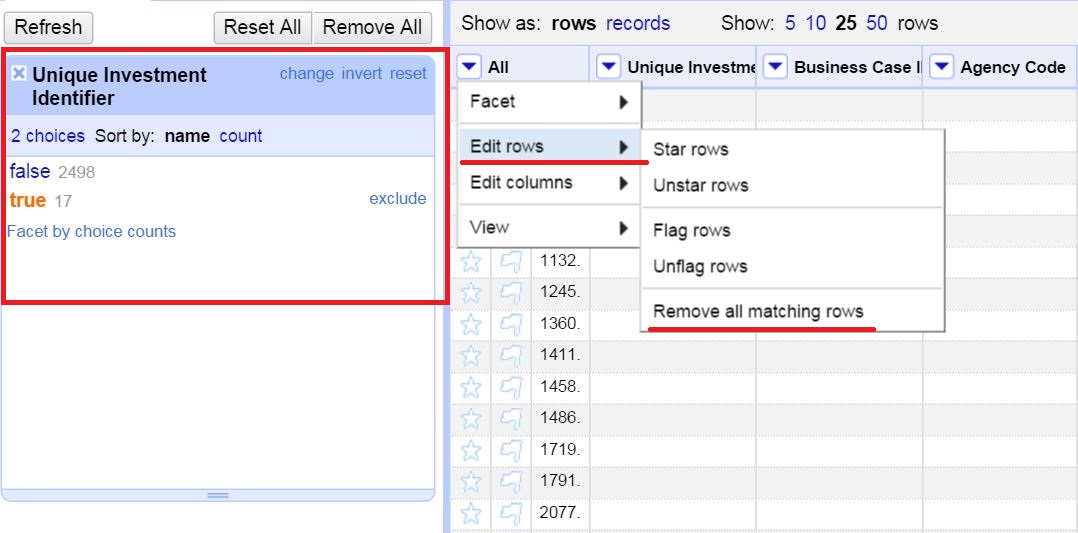 Refresh Reset All Remove All
Unique Investment
Identifier
change invert reset
2 choices Sort by: name count
false 2498
true 17
exclude
Facet by choice counts
Show as: rows records Show: 5 10 25 50 rows
All Unique Investme Business Case I Agency Code
Facet
Edit rows
Edit columns
View
Star rows
Unstar rows
Flag rows
Unflag rows
Remove all matching rows
1132.
1245.
1360.
1411.
1458.
1486.
1719.
1791.
2077.